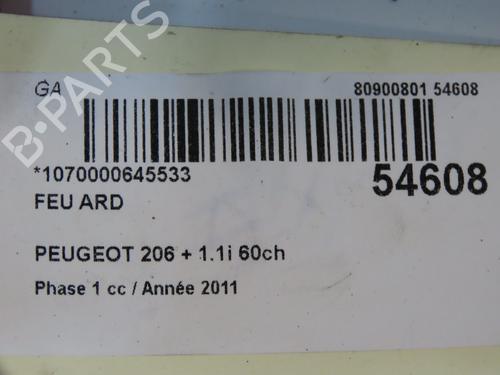 GA
80900801 54608
*1070000645533
54608
FEU ARD
PEUGEOT 206 + 1.1i 60ch
Phase 1 cc / Année 2011
B-PARTS